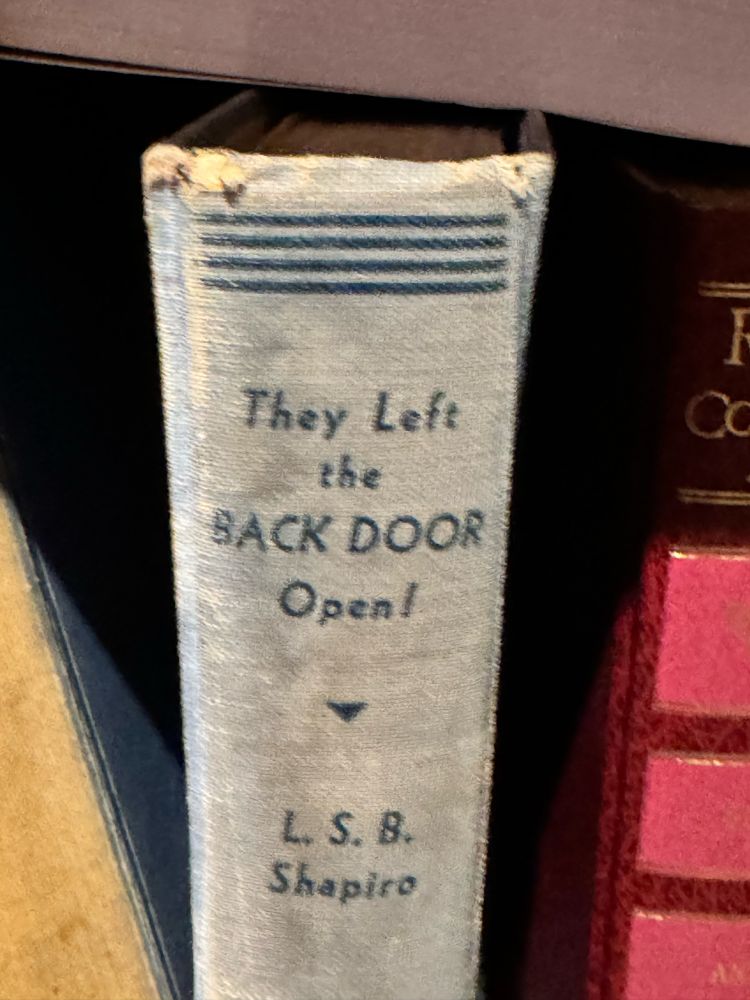 They Left
the
BACK DOOR
Open!
L. S. B.
Shapiro